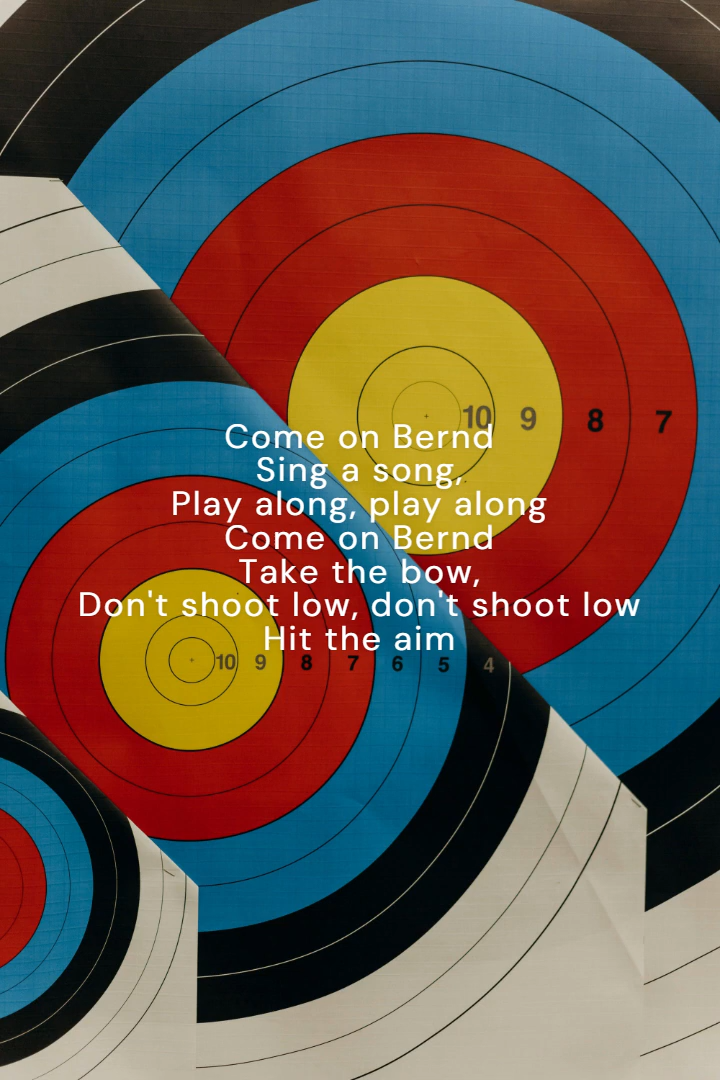 10 9 8 7
Come on Bernd
Sing a song,
Play along, play along
Come on Bernd
Take the bow,
Don't shoot low, don't shoot low
Hit the aim
10 9 8 7 6 5 4